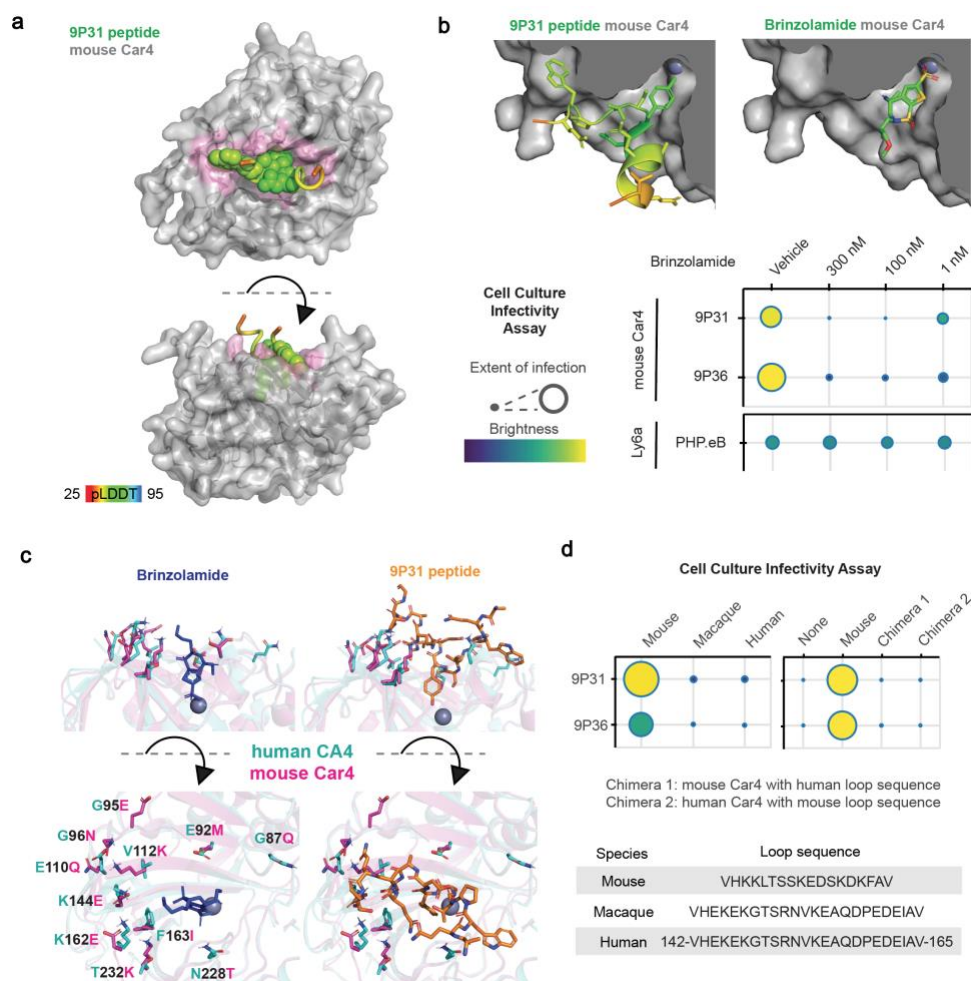 a
9P31 peptide
mouse Car4
25 pLDDT 95
b
9P31 peptide mouse Car4
Brinzolamide mouse Car4
Cell Culture
Infectivity
Assay
Extent of infection
Brightness
Brinzolamide
Vehicle
300 nM
100 nM
1 nM
mouse Car4
9P31
9P36
Ly6a
PHP.eB
c
Brinzolamide
9P31 peptide
human CA4
mouse Car4
G95E
G96N
V112K
E92M
G87Q
E110Q
K144E
K162E
F163I
T232K
N228T
d
Cell Culture Infectivity Assay
Mouse
Macaque
Human
None
Mouse
Chimera 1
Chimera 2
9P31
9P36
Chimera 1: mouse Car4 with human loop sequence
Chimera 2: human Car4 with mouse loop sequence
Species Loop sequence
Mouse VHKKLTSSKEDSKDKFAV
Macaque VHEKEKGTSRNVKEAQDPEDEIAV
Human 142-VHEKEKGTSRNVKEAQDPEDEIAV-165